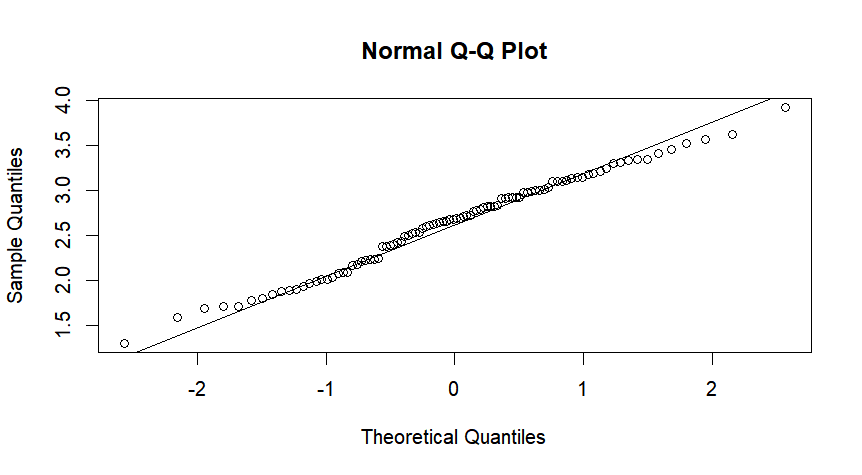 Normal Q-Q Plot
4.0
3.5
3.0
2.5
2.0
1.5
Sample Quantiles
-2 -1 0 1 2
Theoretical Quantiles